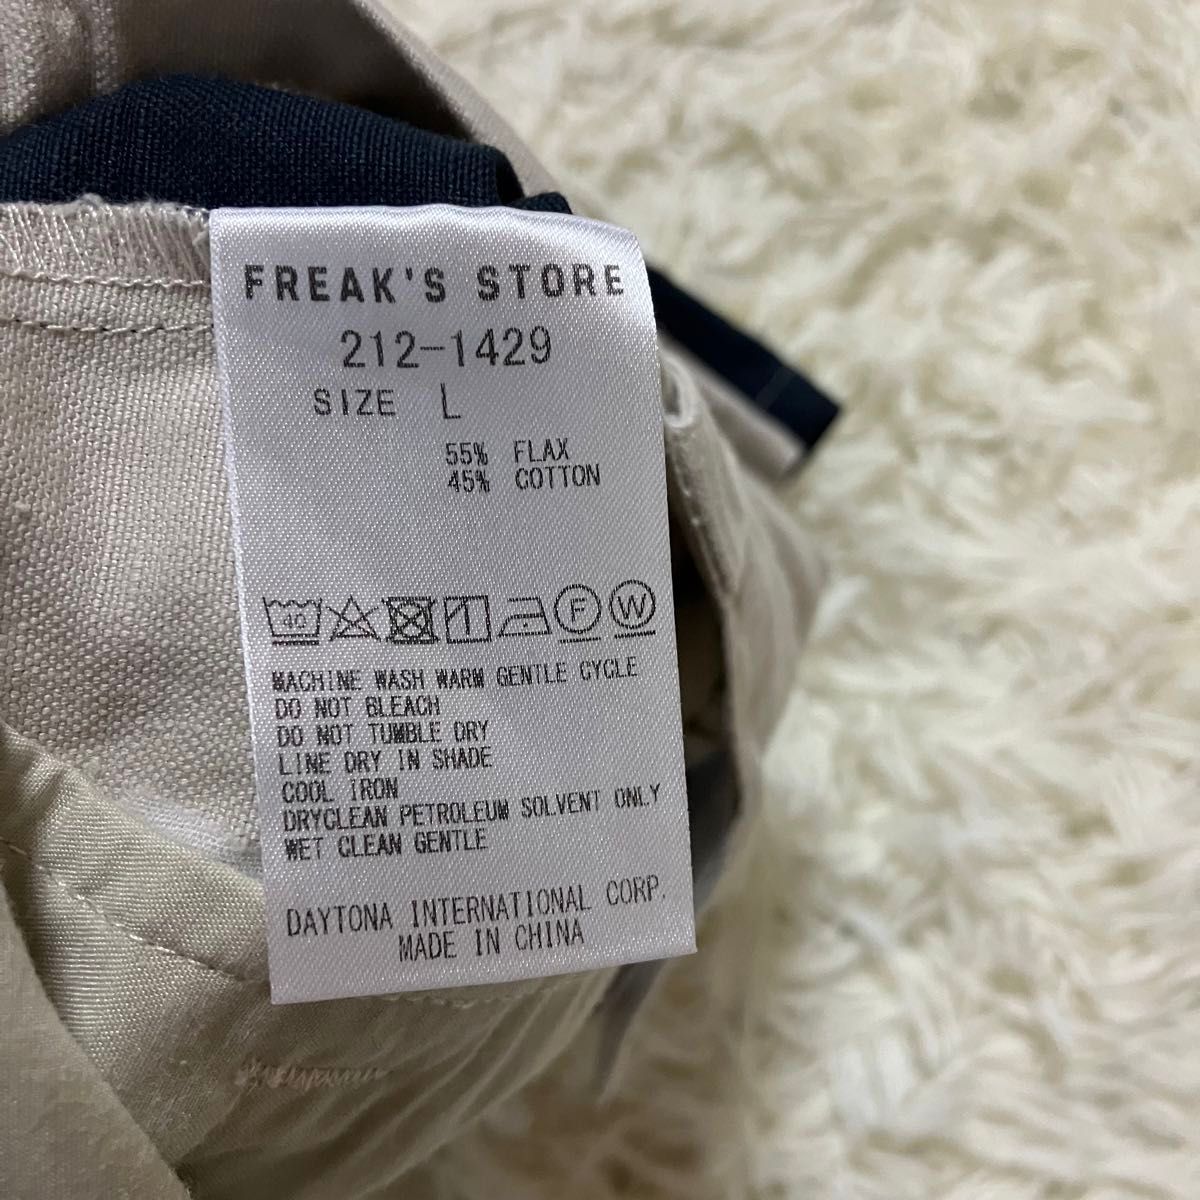 FREAK'S STORE
212-1429
SIZE L
55% FLAX
45% COTTON
40 F W
MACHINE WASH WARM GENTLE CYCLE
DO NOT BLEACH
DO NOT TUMBLE DRY
LINE DRY IN SHADE
COOL IRON
DRYCLEAN PETROLEUM SOLVENT ONLY
WET CLEAN GENTLE
DAYTONA INTERNATIONAL CORP.
MADE IN CHINA